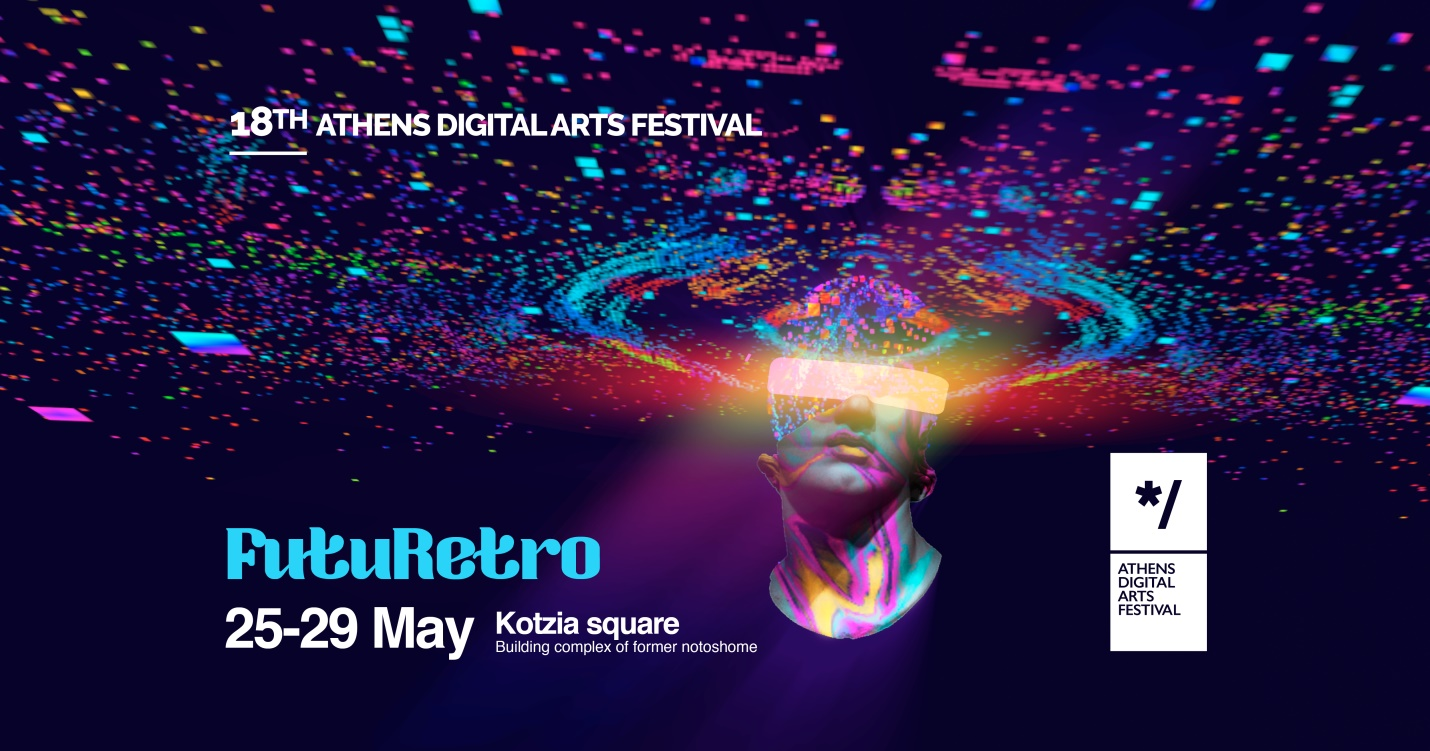 18TH ATHENS DIGITAL ARTS FESTIVAL
FutuRetro
25-29 May
Kotzia square
Building complex of former notoshome
*/
ATHENS
DIGITAL
ARTS
FESTIVAL